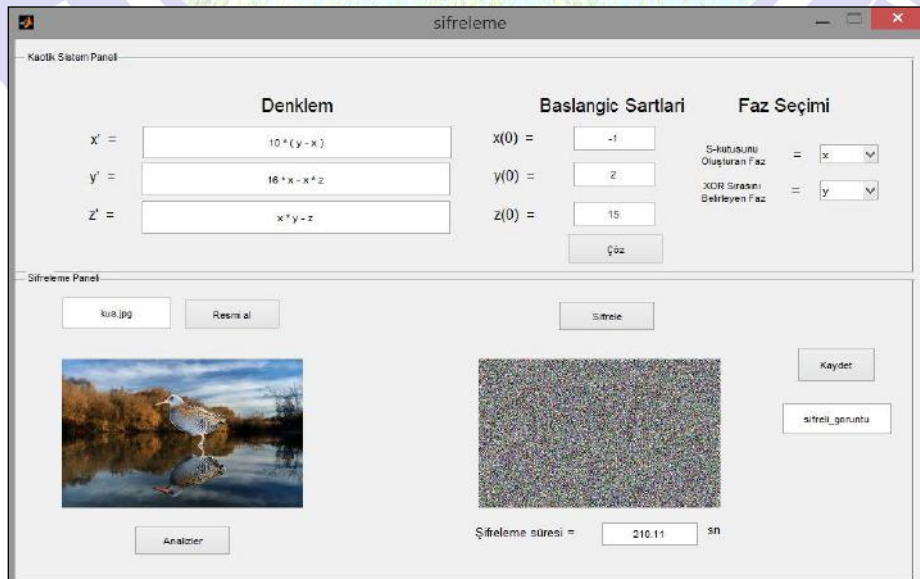 sifreleme
Kaotik Sistem Paneli
Denklem
Baslangic Sartlari
Faz Seçimi
x' = 10 * ( y - x )
x(0) = -1
S-kutusunu
Oluşturan Faz = x
y' = 16 * x - x * z
y(0) = 2
XOR Sırasını
Belirleyen Faz = y
z' = x * y - z
z(0) = 15
Çöz
Sifreleme Paneli
kus.jpg
Resmi al
Sifrele
Kaydet
sifreli_goruntu
Şifreleme süresi = 210.11 sn
Analizler